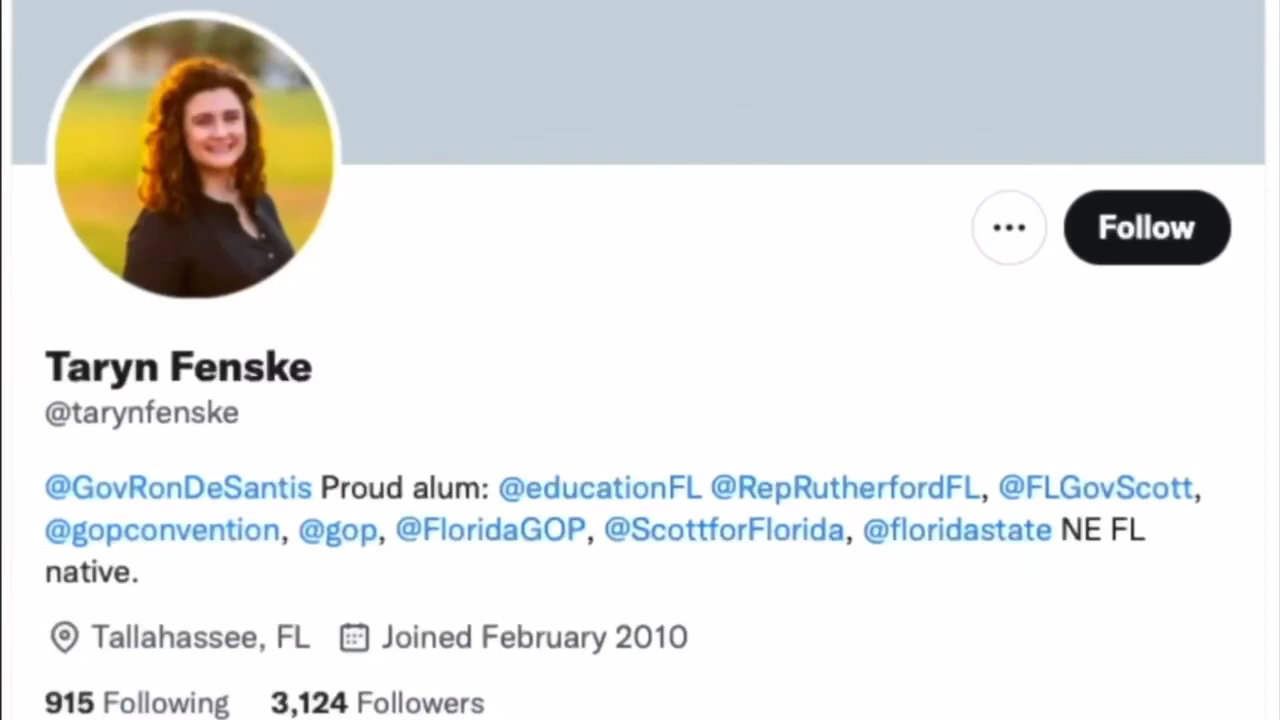 Follow
Taryn Fenske
@tarynfenske
@GovRonDeSantis Proud alum: @educationFL @RepRutherfordFL, @FLGovScott,
@gopconvention, @gop, @FloridaGOP, @ScottforFlorida, @floridastate NE FL
native.
Tallahassee, FL Joined February 2010
915 Following 3,124 Followers